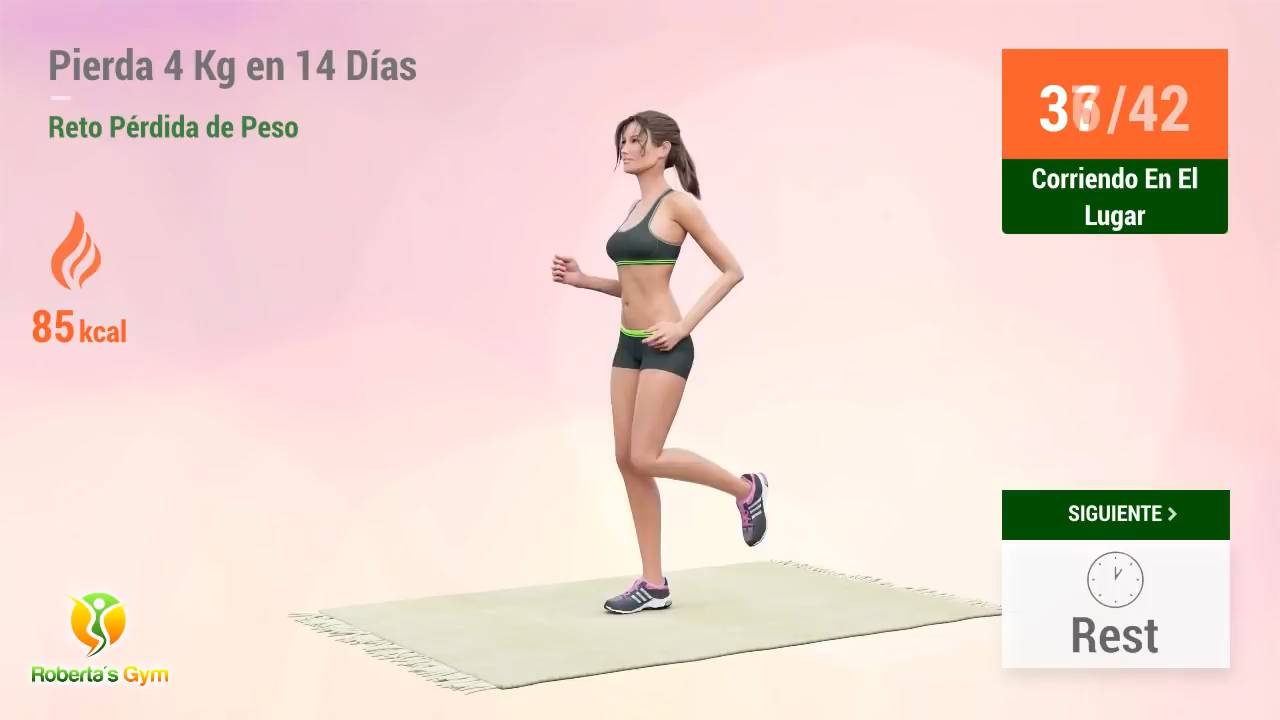 Pierda 4 Kg en 14 Días
Reto Pérdida de Peso
/42
Corriendo En El
Lugar
85 kcal
SIGUIENTE
Rest
Roberta´s Gym